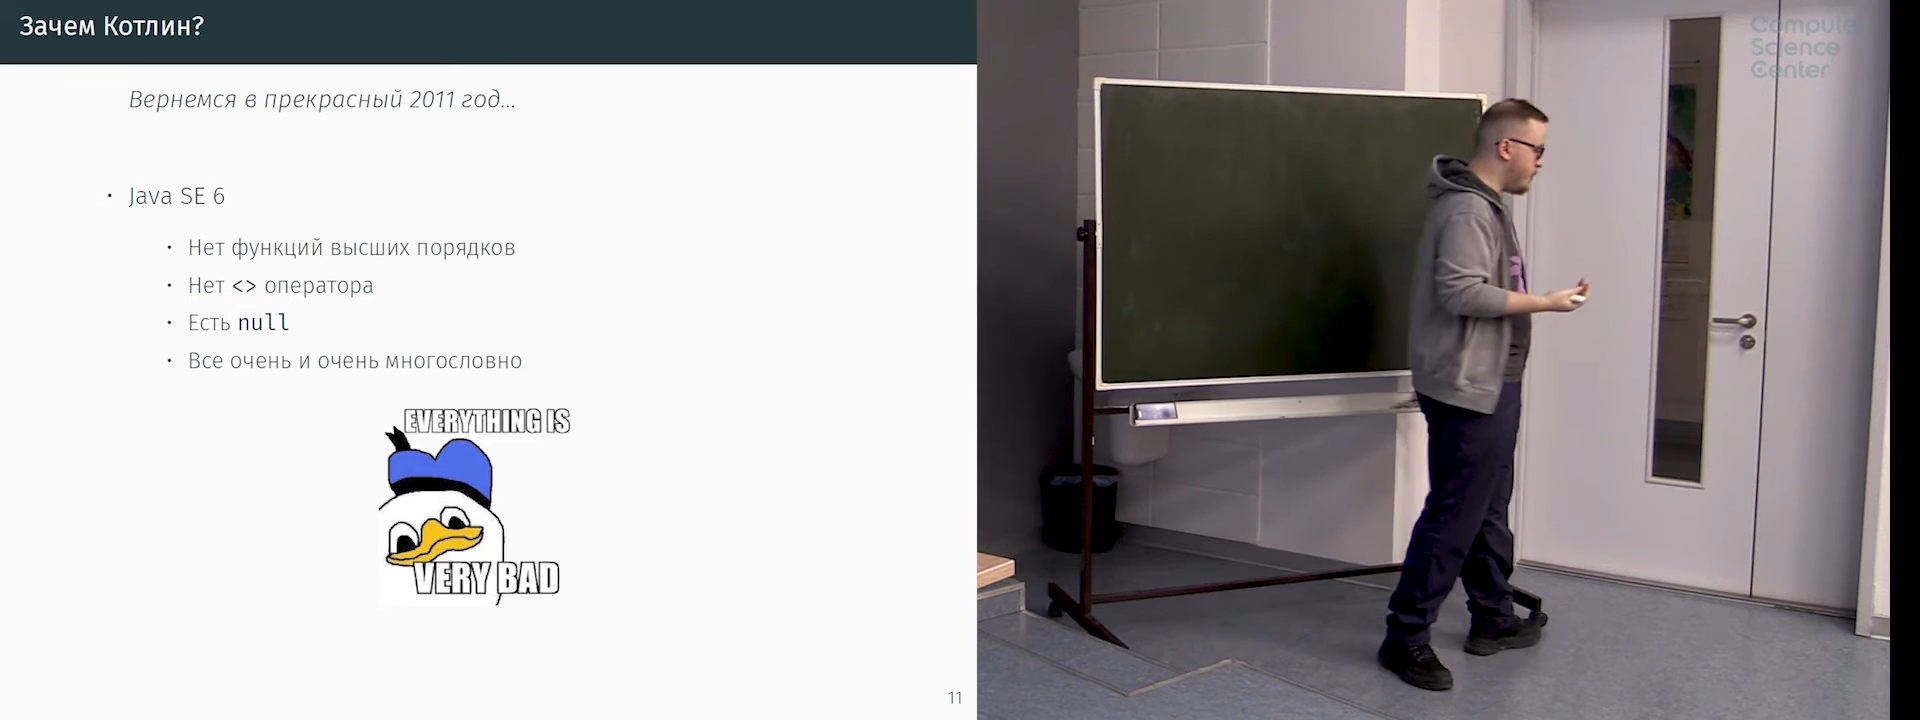 Зачем Котлин?
Вернемся в прекрасный 2011 год...
• Java SE 6
• Нет функций высших порядков
• Нет <> оператора
• Есть null
• Все очень и очень многословно
EVERYTHING IS
VERY BAD
11
Computer
Science
Center